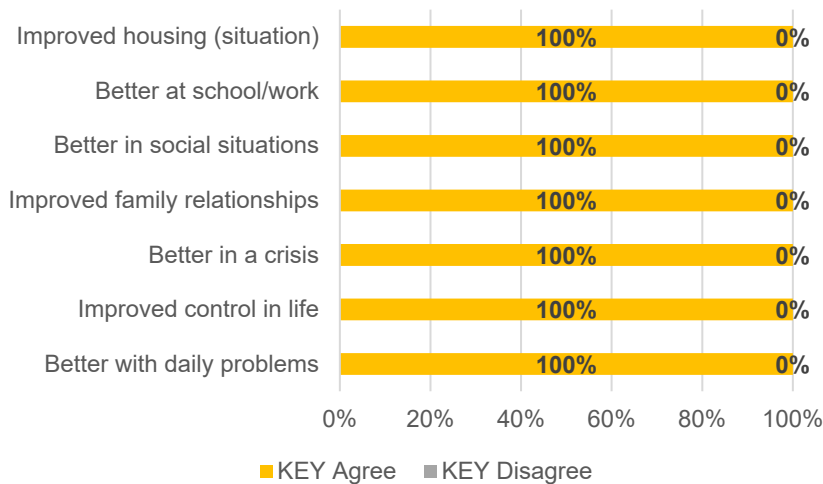 Improved housing (situation) 100% 0%
Better at school/work 100% 0%
Better in social situations 100% 0%
Improved family relationships 100% 0%
Better in a crisis 100% 0%
Improved control in life 100% 0%
Better with daily problems 100% 0%
0% 20% 40% 60% 80% 100%
KEY Agree KEY Disagree